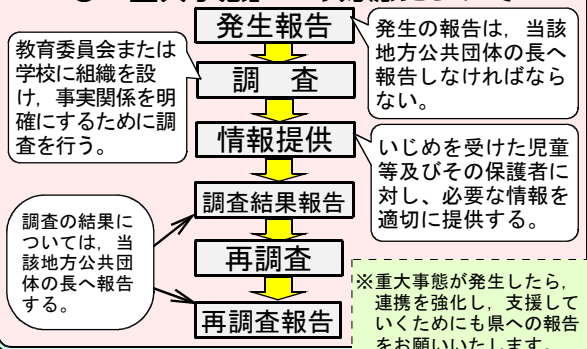 発生報告
教育委員会または
学校に組織を設
け，事実関係を明
確にするために調
査を行う。
発生の報告は，当該
地方公共団体の長へ
報告しなければなら
ない。
調　査
情報提供
いじめを受けた児童
等及びその保護者に
対し、必要な情報を
適切に提供する。
調査結果報告
調査の結果に
ついては，当
該地方公共団
体の長へ報告
する。
再調査
再調査報告
※重大事態が発生したら，
連携を強化し，支援して
いくためにも県への報告
をお願いいたします。